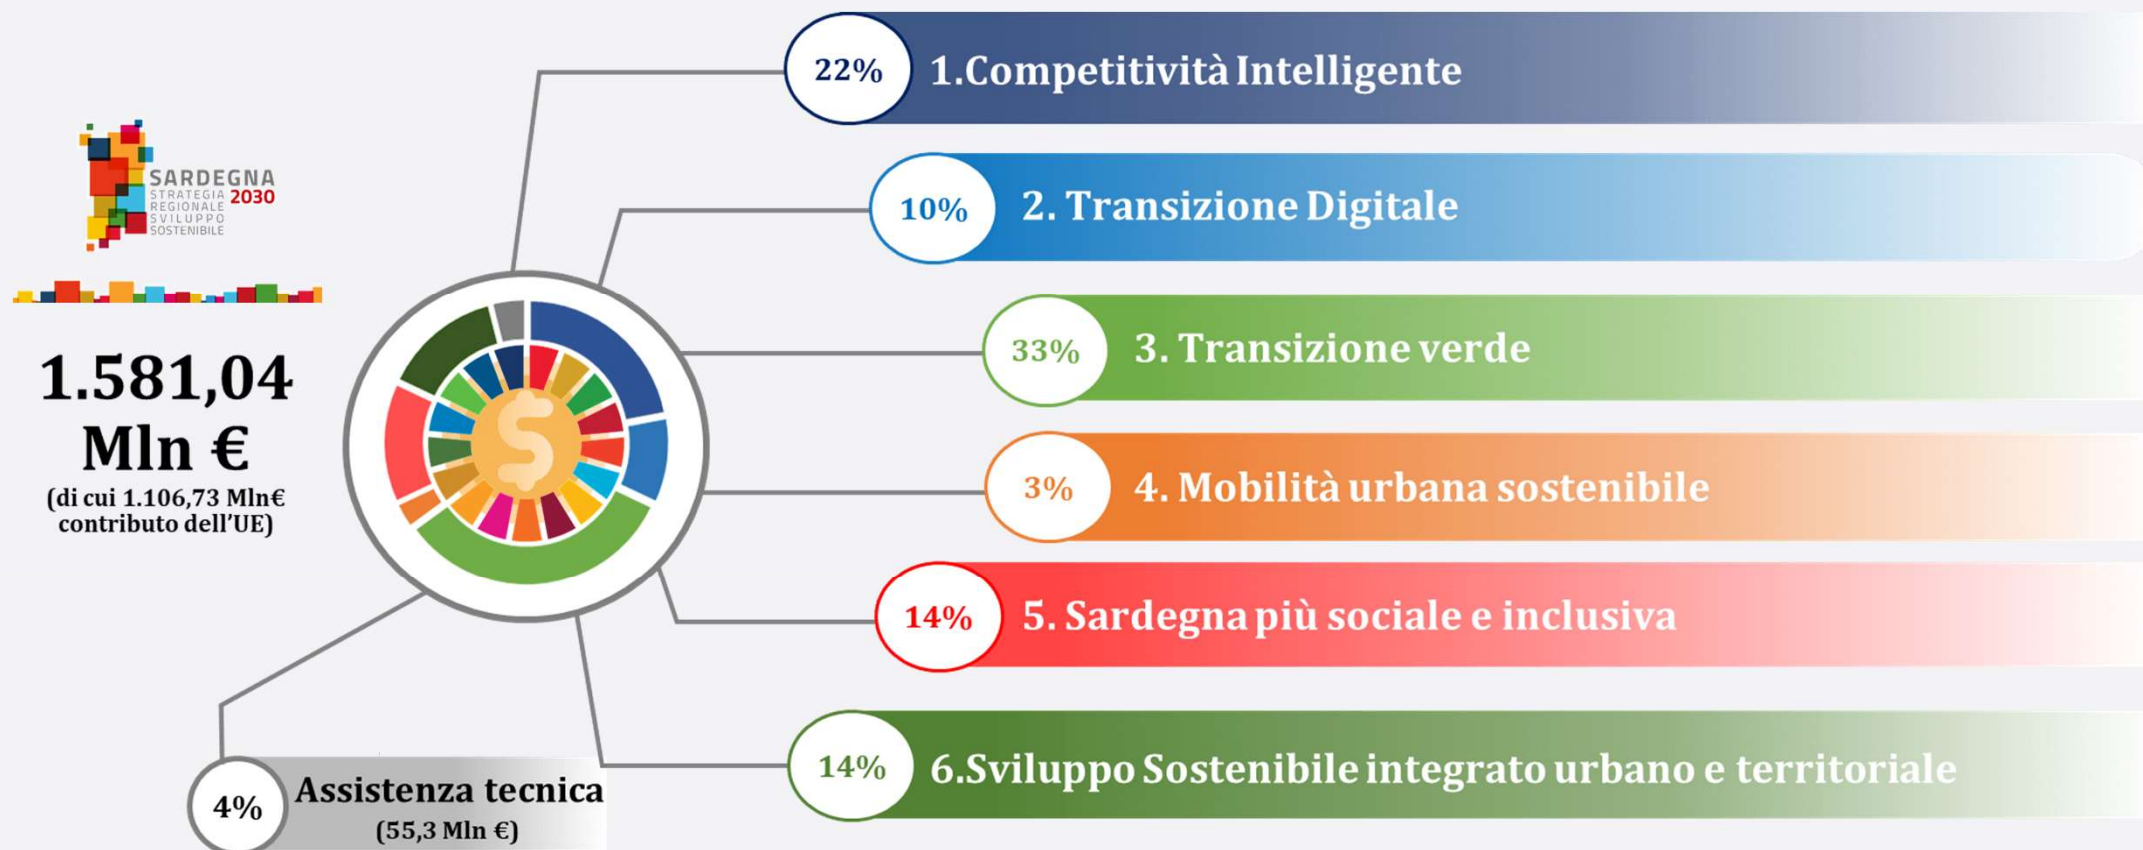 SARDEGNA
STRATEGIA 2030
REGIONALE
SVILUPPO
SOSTENIBILE
1.581,04
Mln €
(di cui 1.106,73 Mln€
contributo dell'UE)
22% 1.Competitività Intelligente
10% 2. Transizione Digitale
33% 3. Transizione verde
3% 4. Mobilità urbana sostenibile
14% 5. Sardegna più sociale e inclusiva
14% 6.Sviluppo Sostenibile integrato urbano e territoriale
4% Assistenza tecnica
(55,3 Mln €)